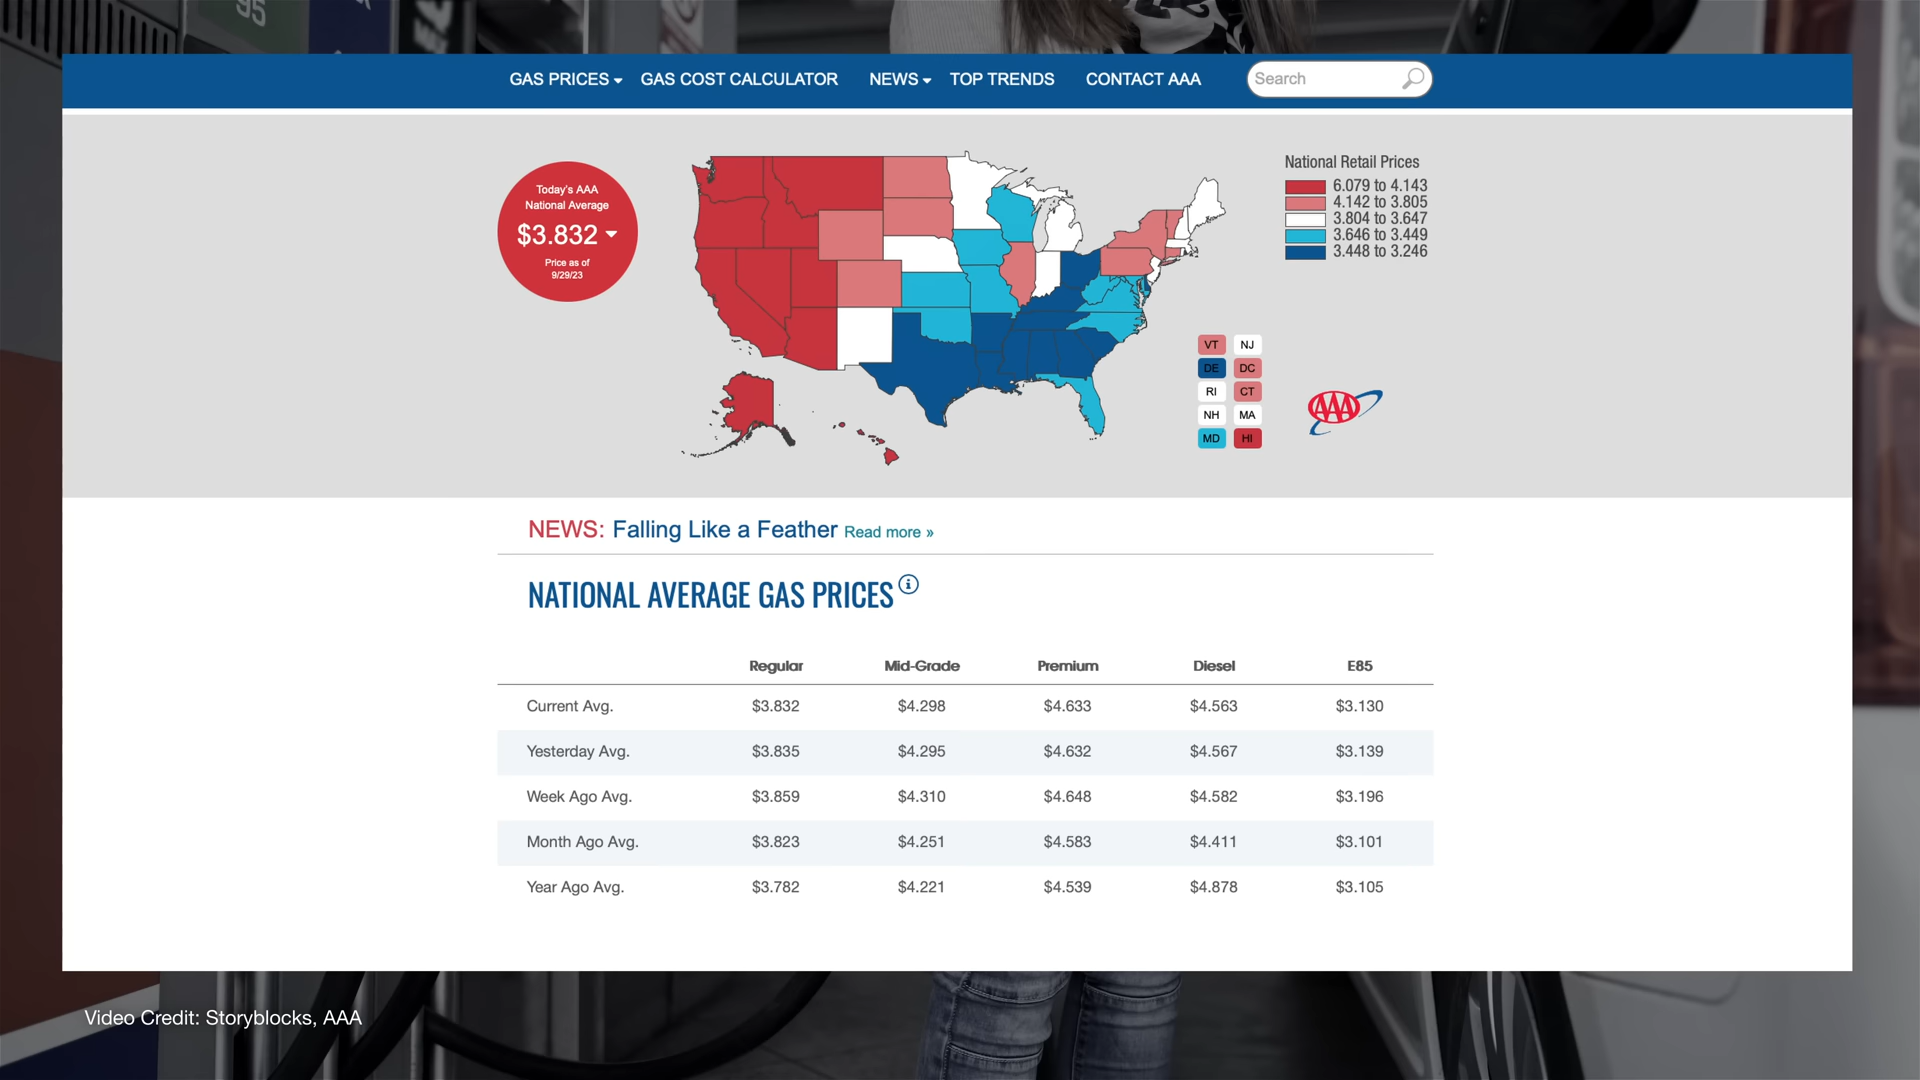 95
GAS PRICES
GAS COST CALCULATOR
NEWS
TOP TRENDS
CONTACT AAA
Search
Today's AAA
National Average
$3.832
Price as of
9/29/23
National Retail Prices
6.079 to 4.143
4.142 to 3.805
3.804 to 3.647
3.646 to 3.449
3.448 to 3.246
VT NJ
DE DC
RI CT
NH MA
MD HI
AAA
NEWS: Falling Like a Feather Read more »
NATIONAL AVERAGE GAS PRICES
Regular Mid-Grade Premium Diesel E85
Current Avg. $3.832 $4.298 $4.633 $4.563 $3.130
Yesterday Avg. $3.835 $4.295 $4.632 $4.567 $3.139
Week Ago Avg. $3.859 $4.310 $4.648 $4.582 $3.196
Month Ago Avg. $3.823 $4.251 $4.583 $4.411 $3.101
Year Ago Avg. $3.782 $4.221 $4.539 $4.878 $3.105
Video Credit: Storyblocks, AAA